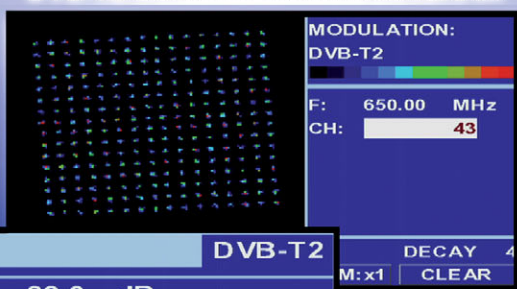 MODULATION:
DVB-T2
F: 650.00 MHz
CH: 43
DVB-T2
DECAY 4
M: x1 CLEAR